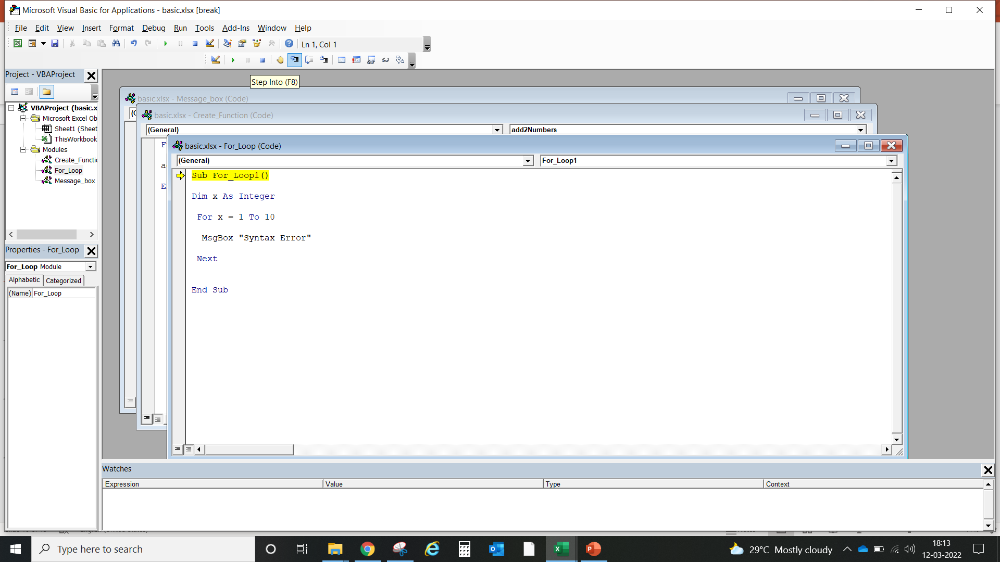 Microsoft Visual Basic for Applications - basic.xlsx [break]
File Edit View Insert Format Debug Run Tools Add-Ins Window Help
Ln 1, Col 1
Project - VBAProject
Step Into (F8)
VBAProject (basic.x
Microsoft Excel Ob
Sheet1 (Sheet
ThisWorkbook
Modules
Create_Functio
For_Loop
Message_box
Properties - For_Loop
For_Loop Module
Alphabetic Categorized
(Name) For_Loop
basic.xlsx - Message_box (Code)
basic.xlsx - Create_Function (Code)
(General) add2Numbers
F
a
E
basic.xlsx - For_Loop (Code)
(General) For_Loop1
Sub For_Loop1()
Dim x As Integer
For x = 1 To 10
MsgBox "Syntax Error"
Next
End Sub
Watches
Expression Value Type Context
Type here to search
29°C Mostly cloudy
18:13
12-03-2022